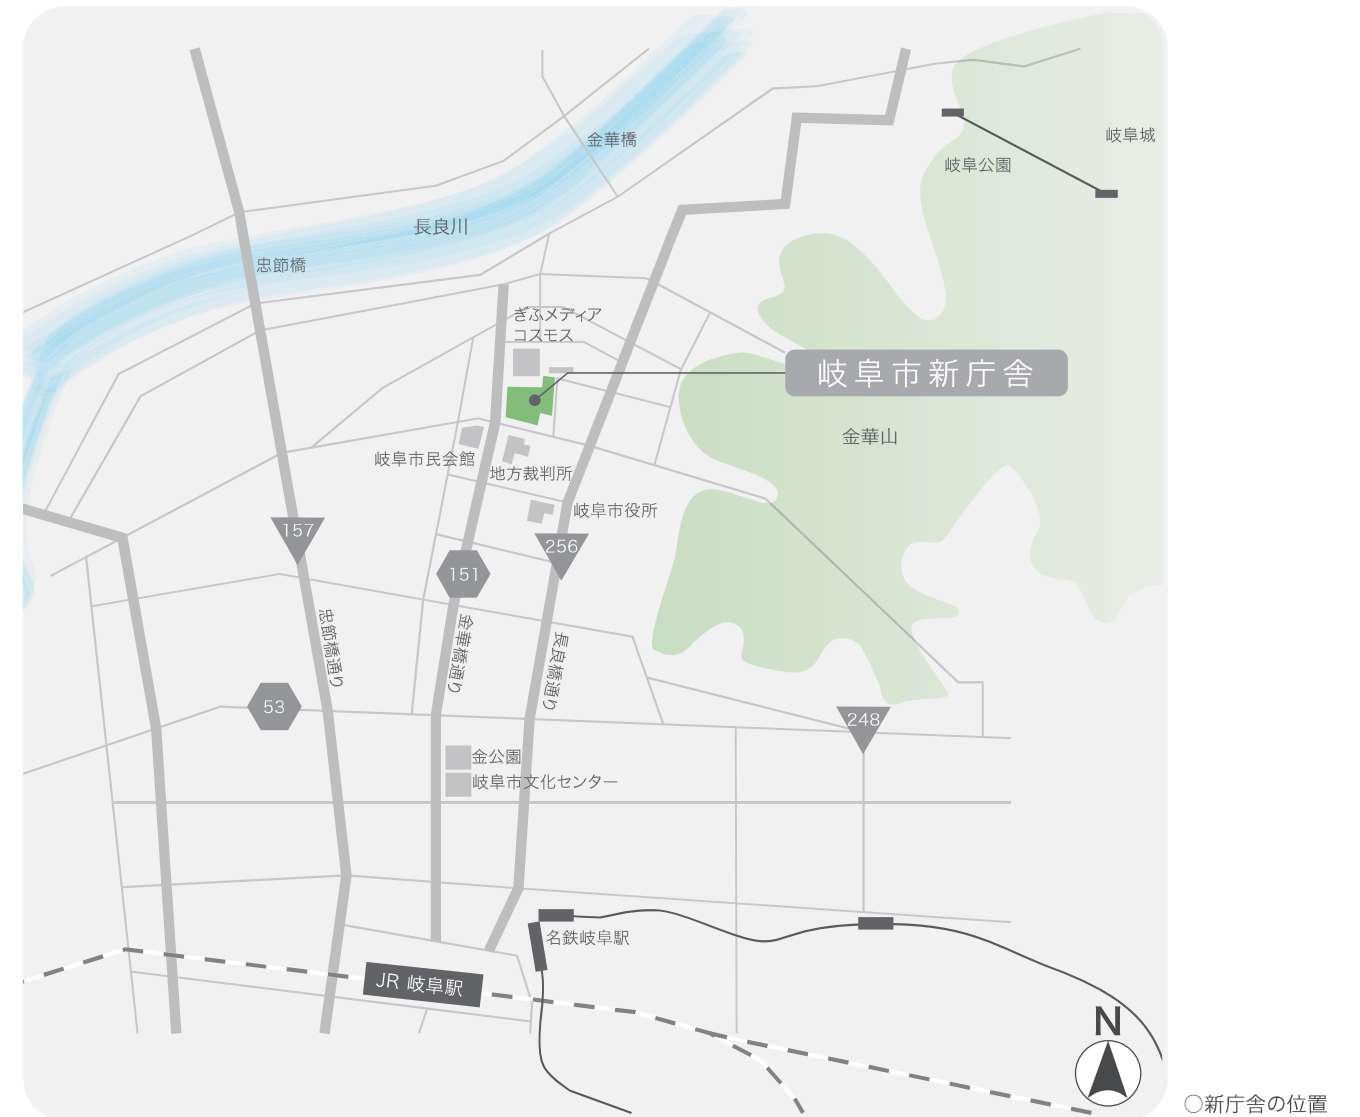 金華橋
岐阜城
岐阜公園
長良川
忠節橋
ぎふメディア
コスモス
岐阜市新庁舎
金華山
岐阜市民会館
地方裁判所
岐阜市役所
157
256
151
忠節橋通り
金華橋通り
長良橋通り
53
248
金公園
岐阜市文化センター
名鉄岐阜駅
JR 岐阜駅
N
○新庁舎の位置